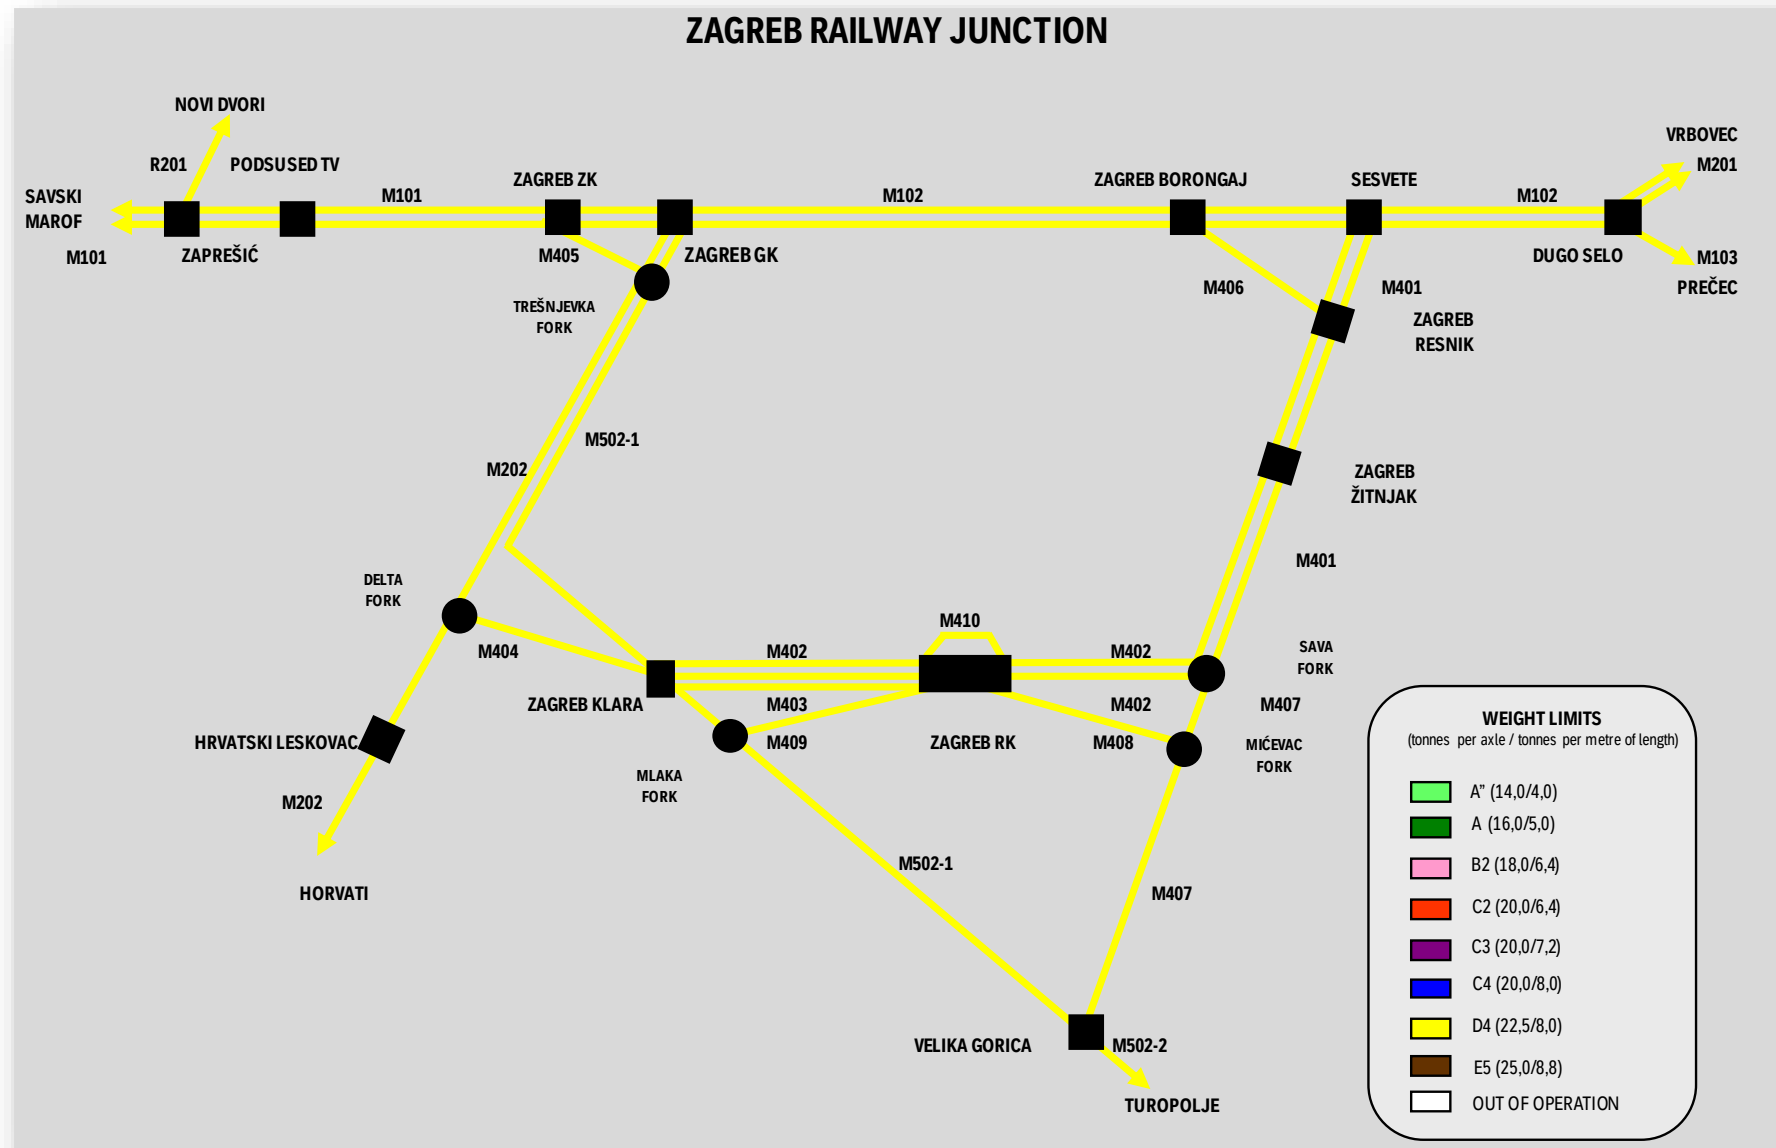 ZAGREB RAILWAY JUNCTION
NOVI DVORI
VRBOVEC
R201
PODSUSED TV
M201
ZAGREB ZK
ZAGREB BORONGAJ
SESVETE
SAVSKI
MAROF
M101
M102
M102
M101
ZAPREŠIĆ
M405
ZAGREB GK
DUGO SELO
M103
PREČEC
M406
M401
TREŠNJEVKA
FORK
ZAGREB
RESNIK
M502-1
M202
ZAGREB
ŽITNJAK
M401
DELTA
FORK
M410
M404
M402
M402
SAVA
FORK
ZAGREB KLARA
M403
M402
M407
HRVATSKI LESKOVAC
M409
ZAGREB RK
M408
MIĆEVAC
FORK
MLAKA
FORK
M202
M502-1
HORVATI
M407
VELIKA GORICA
M502-2
TUROPOLJE
WEIGHT LIMITS
(tonnes per axle / tonnes per metre of length)
A” (14,0/4,0)
A (16,0/5,0)
B2 (18,0/6,4)
C2 (20,0/6,4)
C3 (20,0/7,2)
C4 (20,0/8,0)
D4 (22,5/8,0)
E5 (25,0/8,8)
OUT OF OPERATION